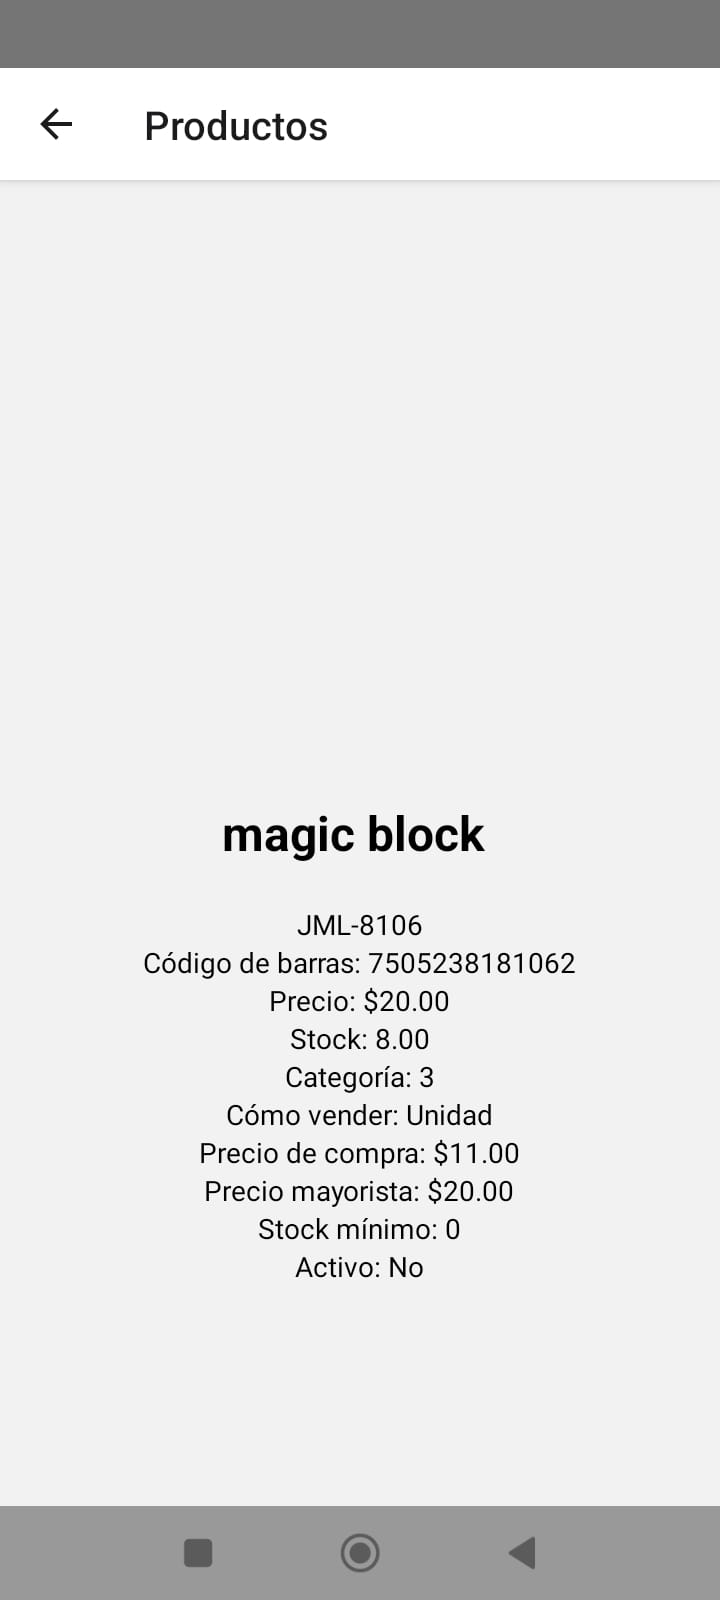 Productos
magic block
JML-8106
Código de barras: 7505238181062
Precio: $20.00
Stock: 8.00
Categoría: 3
Cómo vender: Unidad
Precio de compra: $11.00
Precio mayorista: $20.00
Stock mínimo: 0
Activo: No